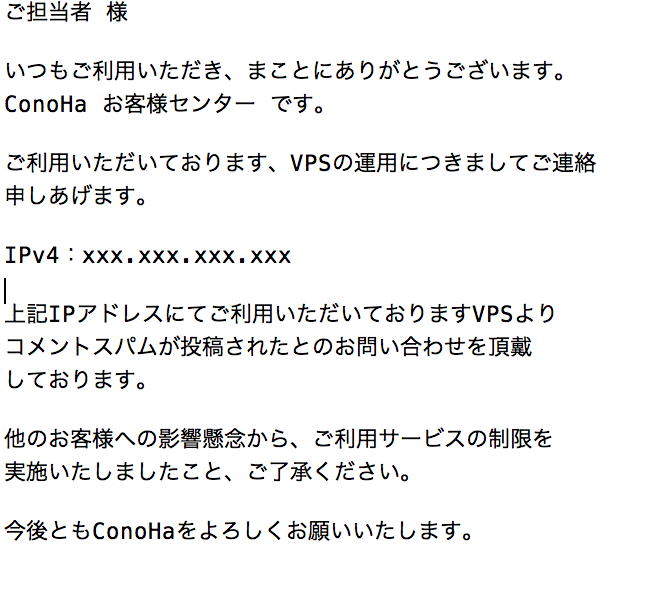 ご担当者 様
いつもご利用いただき、まことにありがとうございます。
ConoHa お客様センター です。
ご利用いただいております、VPSの運用につきましてご連絡
申しあげます。
IPv4：xxx.xxx.xxx.xxx
上記IPアドレスにてご利用いただいておりますVPSより
コメントスパムが投稿されたとのお問い合わせを頂戴
しております。
他のお客様への影響懸念から、ご利用サービスの制限を
実施いたしましたこと、ご了承ください。
今後ともConoHaをよろしくお願いいたします。